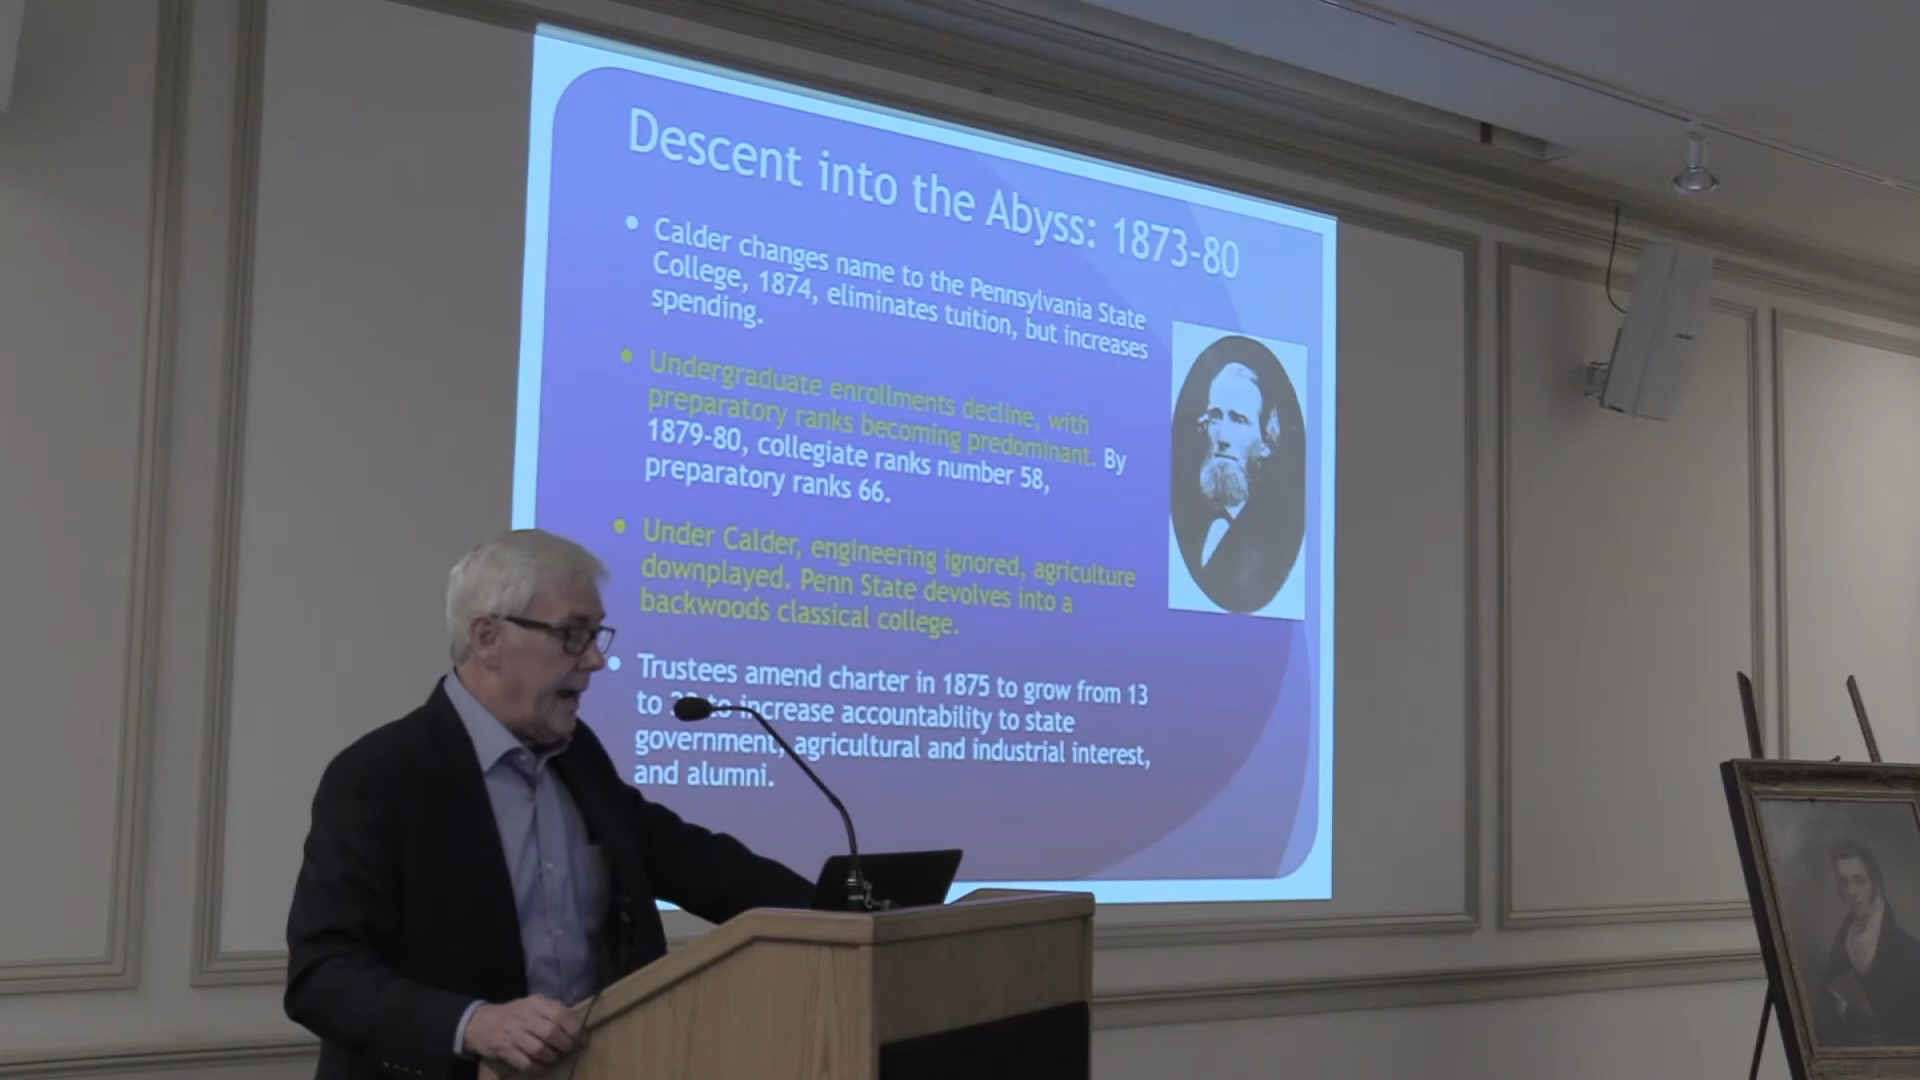 Descent into the Abyss: 1873-80
• Calder changes name to the Pennsylvania State
College, 1874, eliminates tuition, but increases
spending.
• Undergraduate enrollments decline, with
preparatory ranks becoming predominant. By
1879-80, collegiate ranks number 58,
preparatory ranks 66.
• Under Calder, engineering ignored, agriculture
downplayed. Penn State devolves into a
backwoods classical college.
• Trustees amend charter in 1875 to grow from 13
to to increase accountability to state
government, agricultural and industrial interest,
and alumni.